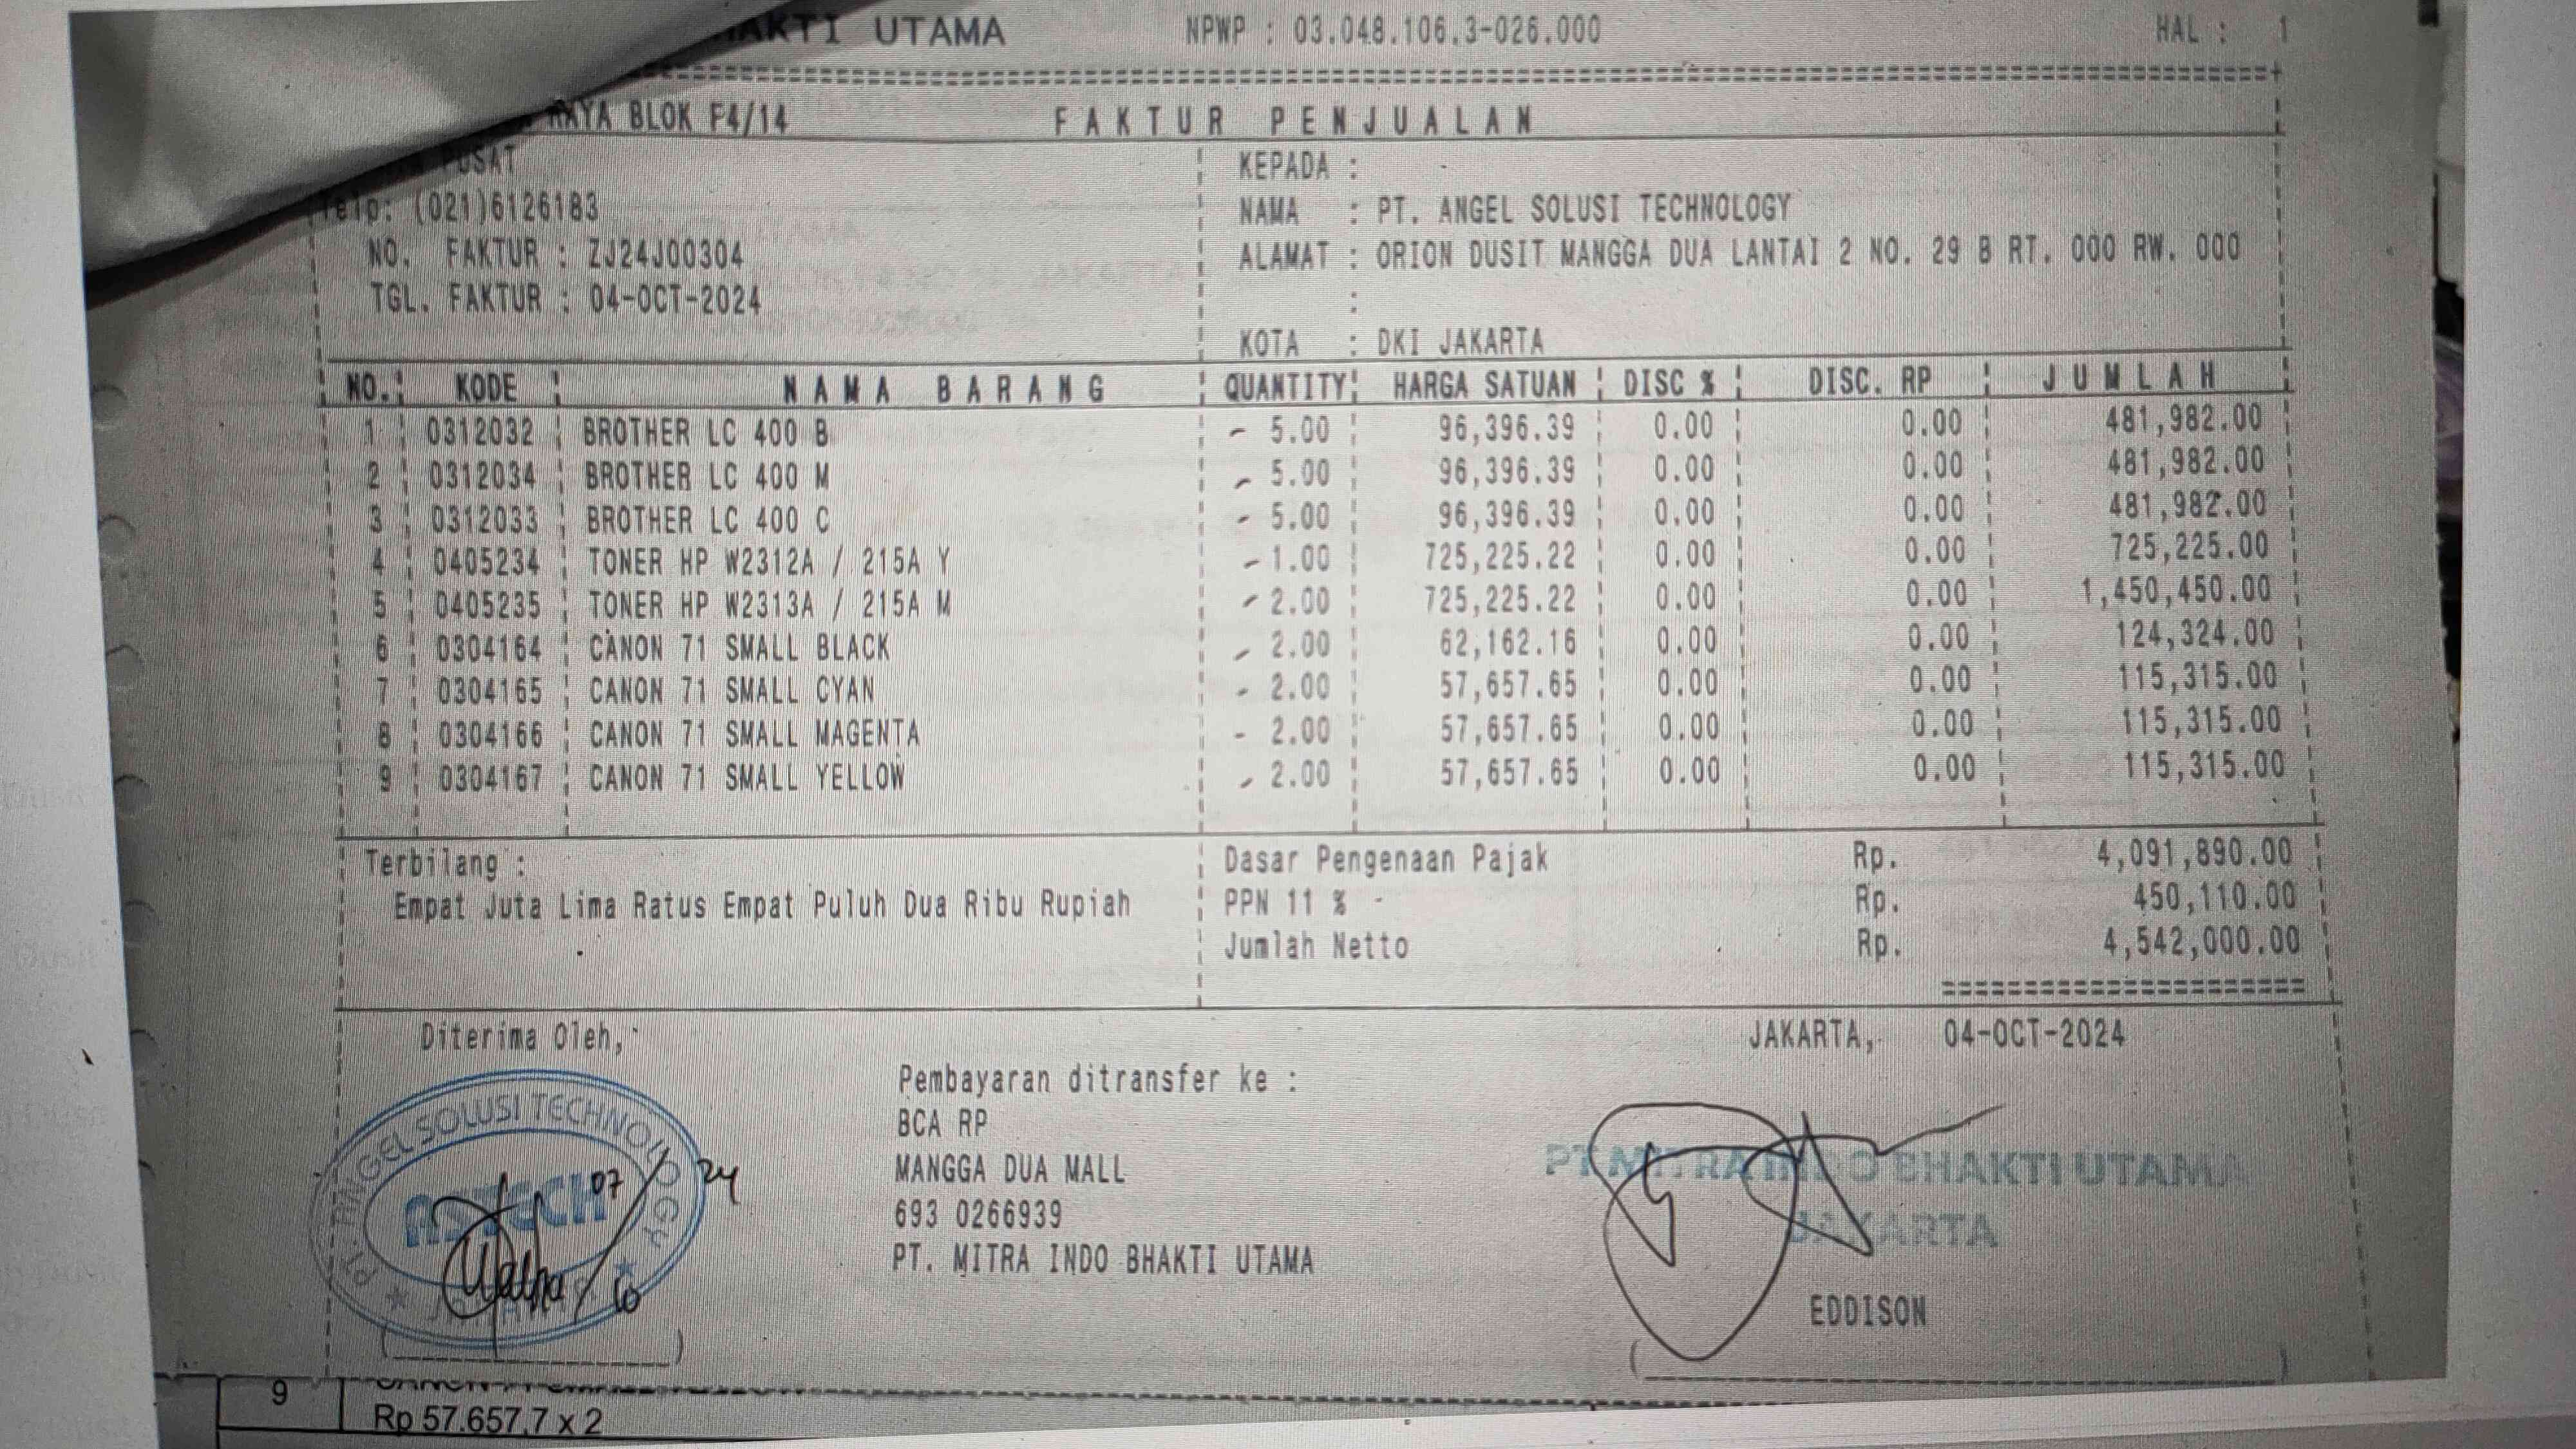 UTAMA NPWP : 03.048.106.3-026.000 HAL : 1
BLOK F4/14 FAKTUR PENJUALAN
PUSAT KEPADA :
Telp: (021)6126183 NAMA : PT. ANGEL SOLUSI TECHNOLOGY
NO. FAKTUR : ZJ24J00304 ALAMAT : ORION DUSIT MANGGA DUA LANTAI 2 NO. 29 B RT. 000 RW. 000
TGL. FAKTUR : 04-OCT-2024 :
KOTA : DKI JAKARTA
NO. KODE NAMA BARANG QUANTITY HARGA SATUAN DISC % DISC. RP JUMLAH
1 0312032 BROTHER LC 400 B - 5.00 96,396.39 0.00 0.00 481,982.00
2 0312034 BROTHER LC 400 M - 5.00 96,396.39 0.00 0.00 481,982.00
3 0312033 BROTHER LC 400 C - 5.00 96,396.39 0.00 0.00 481,982.00
4 0405234 TONER HP W2312A / 215A Y - 1.00 725,225.22 0.00 0.00 725,225.00
5 0405235 TONER HP W2313A / 215A M - 2.00 725,225.22 0.00 0.00 1,450,450.00
6 0304164 CANON 71 SMALL BLACK - 2.00 62,162.16 0.00 0.00 124,324.00
7 0304165 CANON 71 SMALL CYAN - 2.00 57,657.65 0.00 0.00 115,315.00
8 0304166 CANON 71 SMALL MAGENTA - 2.00 57,657.65 0.00 0.00 115,315.00
9 0304167 CANON 71 SMALL YELLOW - 2.00 57,657.65 0.00 0.00 115,315.00
Terbilang : Dasar Pengenaan Pajak Rp. 4,091,890.00
Empat Juta Lima Ratus Empat Puluh Dua Ribu Rupiah PPN 11 % Rp. 450,110.00
Jumlah Netto Rp. 4,542,000.00
Diterima Oleh, JAKARTA, 04-OCT-2024
Pembayaran ditransfer ke :
BCA RP
MANGGA DUA MALL
693 0266939
PT. MITRA INDO BHAKTI UTAMA
PT. ANGEL SOLUSI TECHNOLOGY
ASTECH
07 / 24
10
PT MITRA INDO BHAKTI UTAMA
JAKARTA
EDDISON
9 Rp 57.657,7 x 2